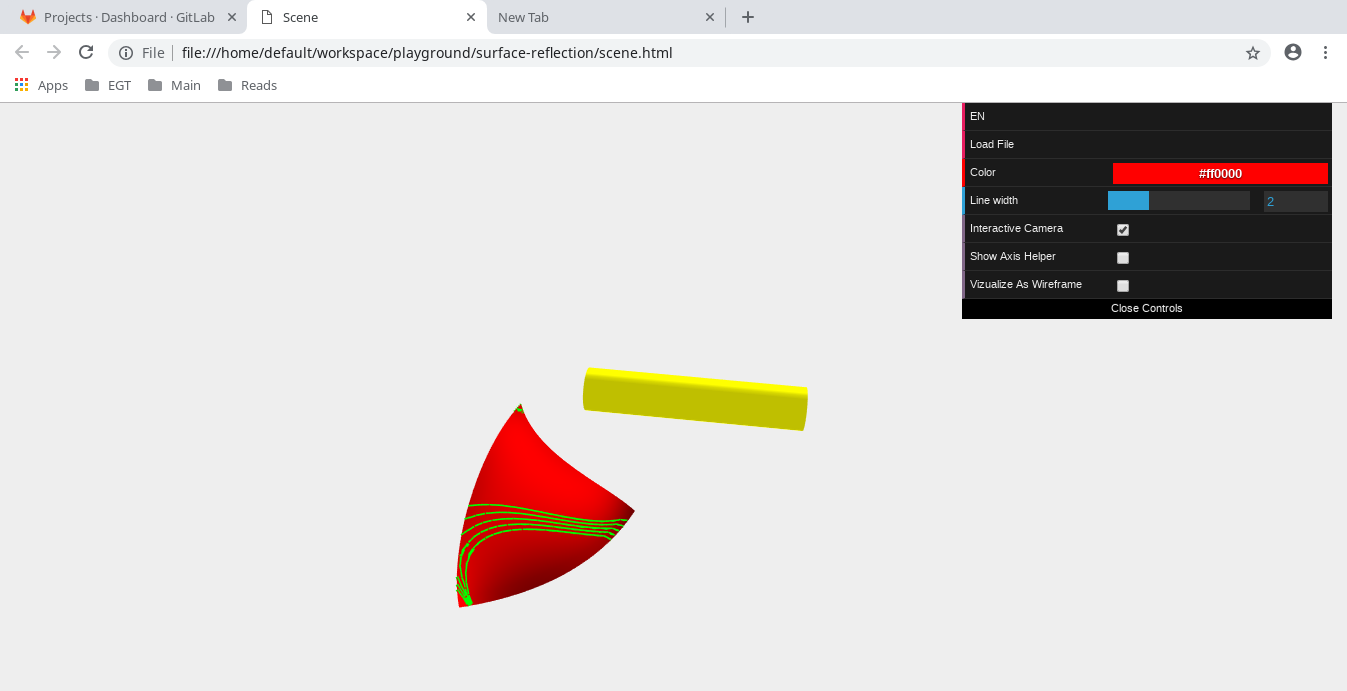 Projects · Dashboard · GitLab
Scene
New Tab
File
file:///home/default/workspace/playground/surface-reflection/scene.html
Apps
EGT
Main
Reads
EN
Load File
Color
#ff0000
Line width
2
Interactive Camera
Show Axis Helper
Vizualize As Wireframe
Close Controls